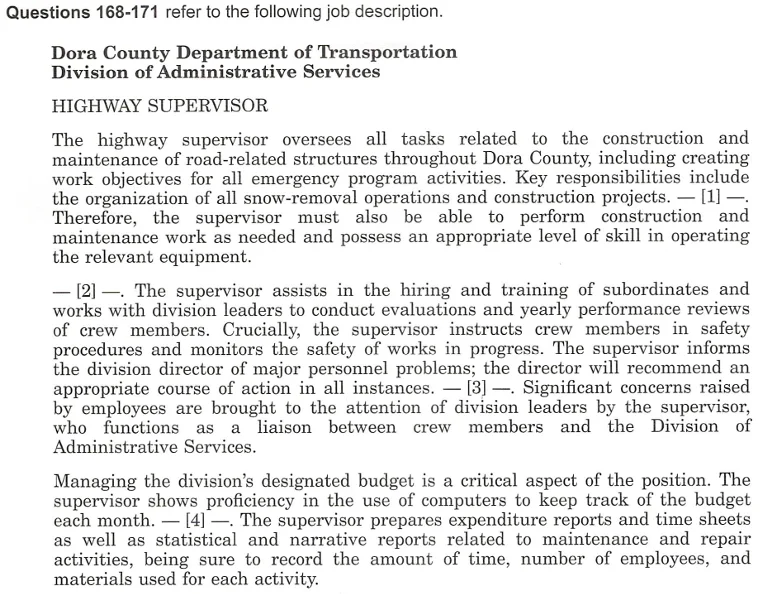 Questions 168-171 refer to the following job description.
Dora County Department of Transportation
Division of Administrative Services
HIGHWAY SUPERVISOR
The highway supervisor oversees all tasks related to the construction and
maintenance of road-related structures throughout Dora County, including creating
work objectives for all emergency program activities. Key responsibilities include
the organization of all snow-removal operations and construction projects. — [1] —.
Therefore, the supervisor must also be able to perform construction and
maintenance work as needed and possess an appropriate level of skill in operating
the relevant equipment.
— [2] —. The supervisor assists in the hiring and training of subordinates and
works with division leaders to conduct evaluations and yearly performance reviews
of crew members. Crucially, the supervisor instructs crew members in safety
procedures and monitors the safety of works in progress. The supervisor informs
the division director of major personnel problems; the director will recommend an
appropriate course of action in all instances. — [3] —. Significant concerns raised
by employees are brought to the attention of division leaders by the supervisor,
who functions as a liaison between crew members and the Division of
Administrative Services.
Managing the division's designated budget is a critical aspect of the position. The
supervisor shows proficiency in the use of computers to keep track of the budget
each month. — [4] —. The supervisor prepares expenditure reports and time sheets
as well as statistical and narrative reports related to maintenance and repair
activities, being sure to record the amount of time, number of employees, and
materials used for each activity.